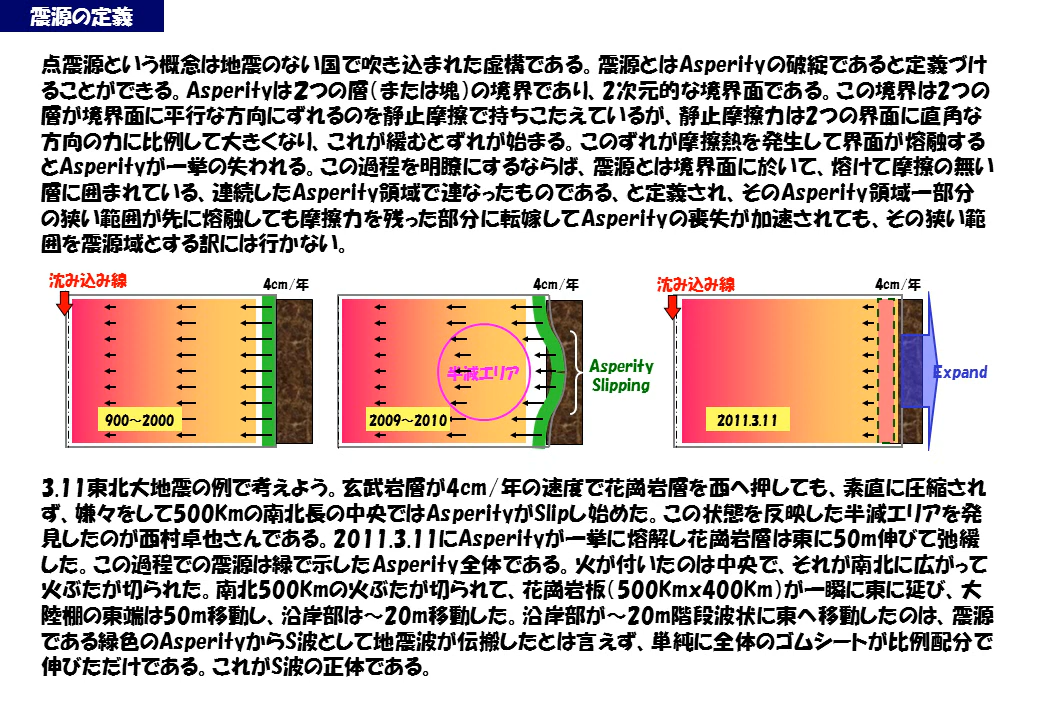 震源の定義
点震源という概念は地震のない国で吹き込まれた虚構である。震源とはAsperityの破綻であると定義づけ
ることができる。Asperityは2つの層(または塊)の境界であり、2次元的な境界面である。この境界は2つの
層が境界面に平行な方向にずれるのを静止摩擦で持ちこたえているが、静止摩擦力は2つの界面に直角な
方向の力に比例して大きくなり、これが緩むとずれが始まる。このずれが摩擦熱を発生して界面が熔融する
とAsperityが一挙の失われる。この過程を明瞭にするならば、震源とは境界面に於いて、熔けて摩擦の無い
層に囲まれている、連続したAsperity領域で連なったものである、と定義され、そのAsperity領域一部分
の狭い範囲が先に熔融しても摩擦力を残った部分に転嫁してAsperityの喪失が加速されても、その狭い範
囲を震源域とする訳には行かない。
沈み込み線
4cm/年
900〜2000
4cm/年
半減エリア
2009〜2010
Asperity
Slipping
沈み込み線
4cm/年
2011.3.11
Expand
3.11東北大地震の例で考えよう。玄武岩層が4cm/年の速度で花崗岩層を西へ押しても、素直に圧縮され
ず、嫌々をして500Kmの南北長の中央ではAsperityがSlipし始めた。この状態を反映した半減エリアを発
見したのが西村卓也さんである。2011.3.11にAsperityが一挙に熔解し花崗岩層は東に50m伸びて弛緩
した。この過程での震源は緑で示したAsperity全体である。火が付いたのは中央で、それが南北に広がって
火ぶたが切られた。南北500Kmの火ぶたが切られて、花崗岩板(500Kmx400Km)が一瞬に東に延び、大
陸棚の東端は50m移動し、沿岸部は〜20m移動した。沿岸部が〜20m階段波状に東へ移動したのは、震源
である緑色のAsperityからS波として地震波が伝搬したとは言えず、単純に全体のゴムシートが比例配分で
伸びただけである。これがS波の正体である。